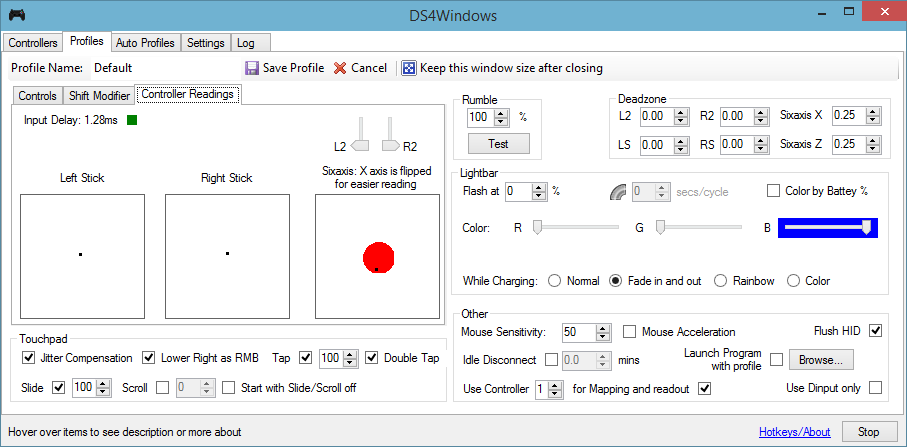 DS4Windows
Controllers Profiles Auto Profiles Settings Log
Profile Name: Default Save Profile Cancel Keep this window size after closing
Controls Shift Modifier Controller Readings
Input Delay: 1.28ms
L2 R2
Left Stick
Right Stick
Sixaxis: X axis is flipped
for easier reading
Rumble
100 %
Test
Deadzone
L2 0.00 R2 0.00 Sixaxis X 0.25
LS 0.00 RS 0.00 Sixaxis Z 0.25
Lightbar
Flash at 0 % 0 secs/cycle Color by Battey %
Color: R G B
While Charging: Normal Fade in and out Rainbow Color
Touchpad
Jitter Compensation Lower Right as RMB Tap 100 Double Tap
Slide 100 Scroll 0 Start with Slide/Scroll off
Other
Mouse Sensitivity: 50 Mouse Acceleration Flush HID
Idle Disconnect 0.0 mins Launch Program
with profile Browse...
Use Controller 1 for Mapping and readout Use Dinput only
Hover over items to see description or more about Hotkeys/About Stop